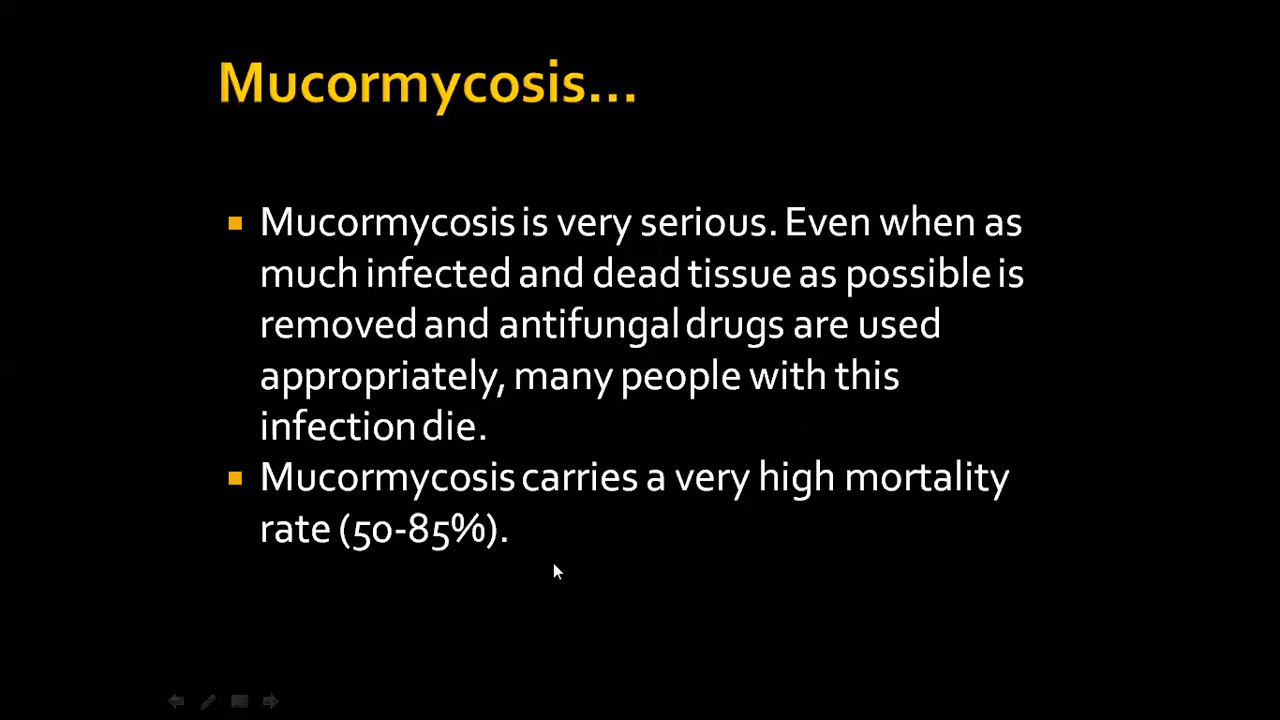 Mucormycosis...
Mucormycosis is very serious. Even when as
much infected and dead tissue as possible is
removed and antifungal drugs are used
appropriately, many people with this
infection die.
Mucormycosis carries a very high mortality
rate (50-85%).